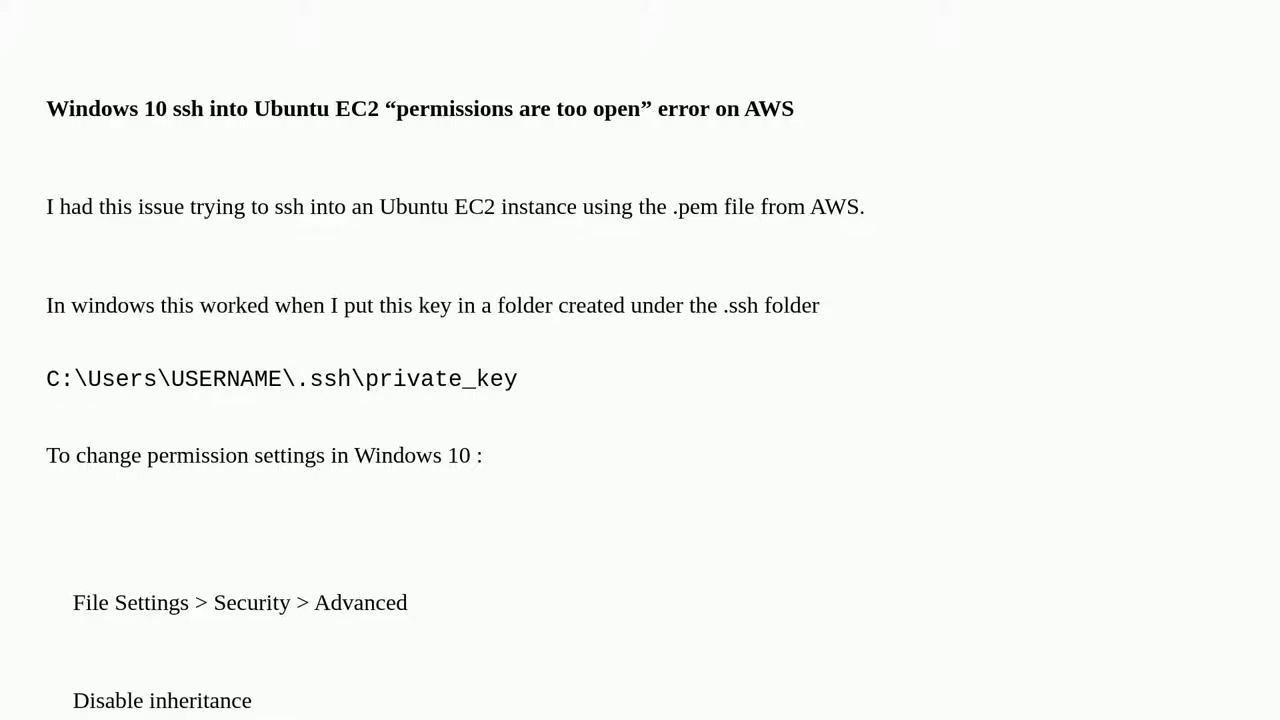 Windows 10 ssh into Ubuntu EC2 “permissions are too open” error on AWS
I had this issue trying to ssh into an Ubuntu EC2 instance using the .pem file from AWS.
In windows this worked when I put this key in a folder created under the .ssh folder
C:\Users\USERNAME\.ssh\private_key
To change permission settings in Windows 10 :
File Settings > Security > Advanced
Disable inheritance